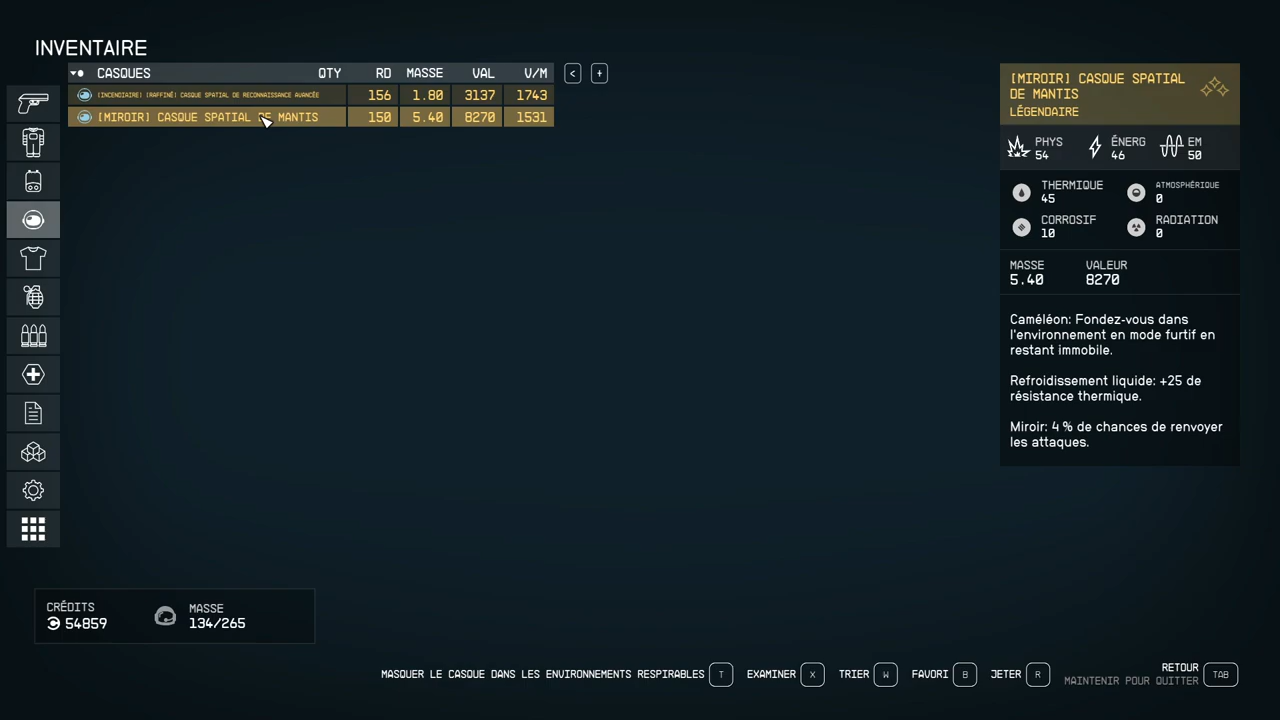 INVENTAIRE
CASQUES QTY RD MASSE VAL V/M < +
[INCENDIAIRE] [RAFFINÉ] CASQUE SPATIAL DE RECONNAISSANCE AVANCÉE 156 1.80 3137 1743
[MIROIR] CASQUE SPATIAL DE MANTIS 150 5.40 8270 1531
[MIROIR] CASQUE SPATIAL
DE MANTIS
LÉGENDAIRE
PHYS
54
ÉNERG
46
EM
50
THERMIQUE
45
ATMOSPHÉRIQUE
0
CORROSIF
10
RADIATION
0
MASSE
5.40
VALEUR
8270
Caméléon: Fondez-vous dans
l'environnement en mode furtif en
restant immobile.
Refroidissement liquide: +25 de
résistance thermique.
Miroir: 4 % de chances de renvoyer
les attaques.
CRÉDITS
54859
MASSE
134/265
MASQUER LE CASQUE DANS LES ENVIRONNEMENTS RESPIRABLES T EXAMINER X TRIER W FAVORI B JETER R
RETOUR
MAINTENIR POUR QUITTER TAB